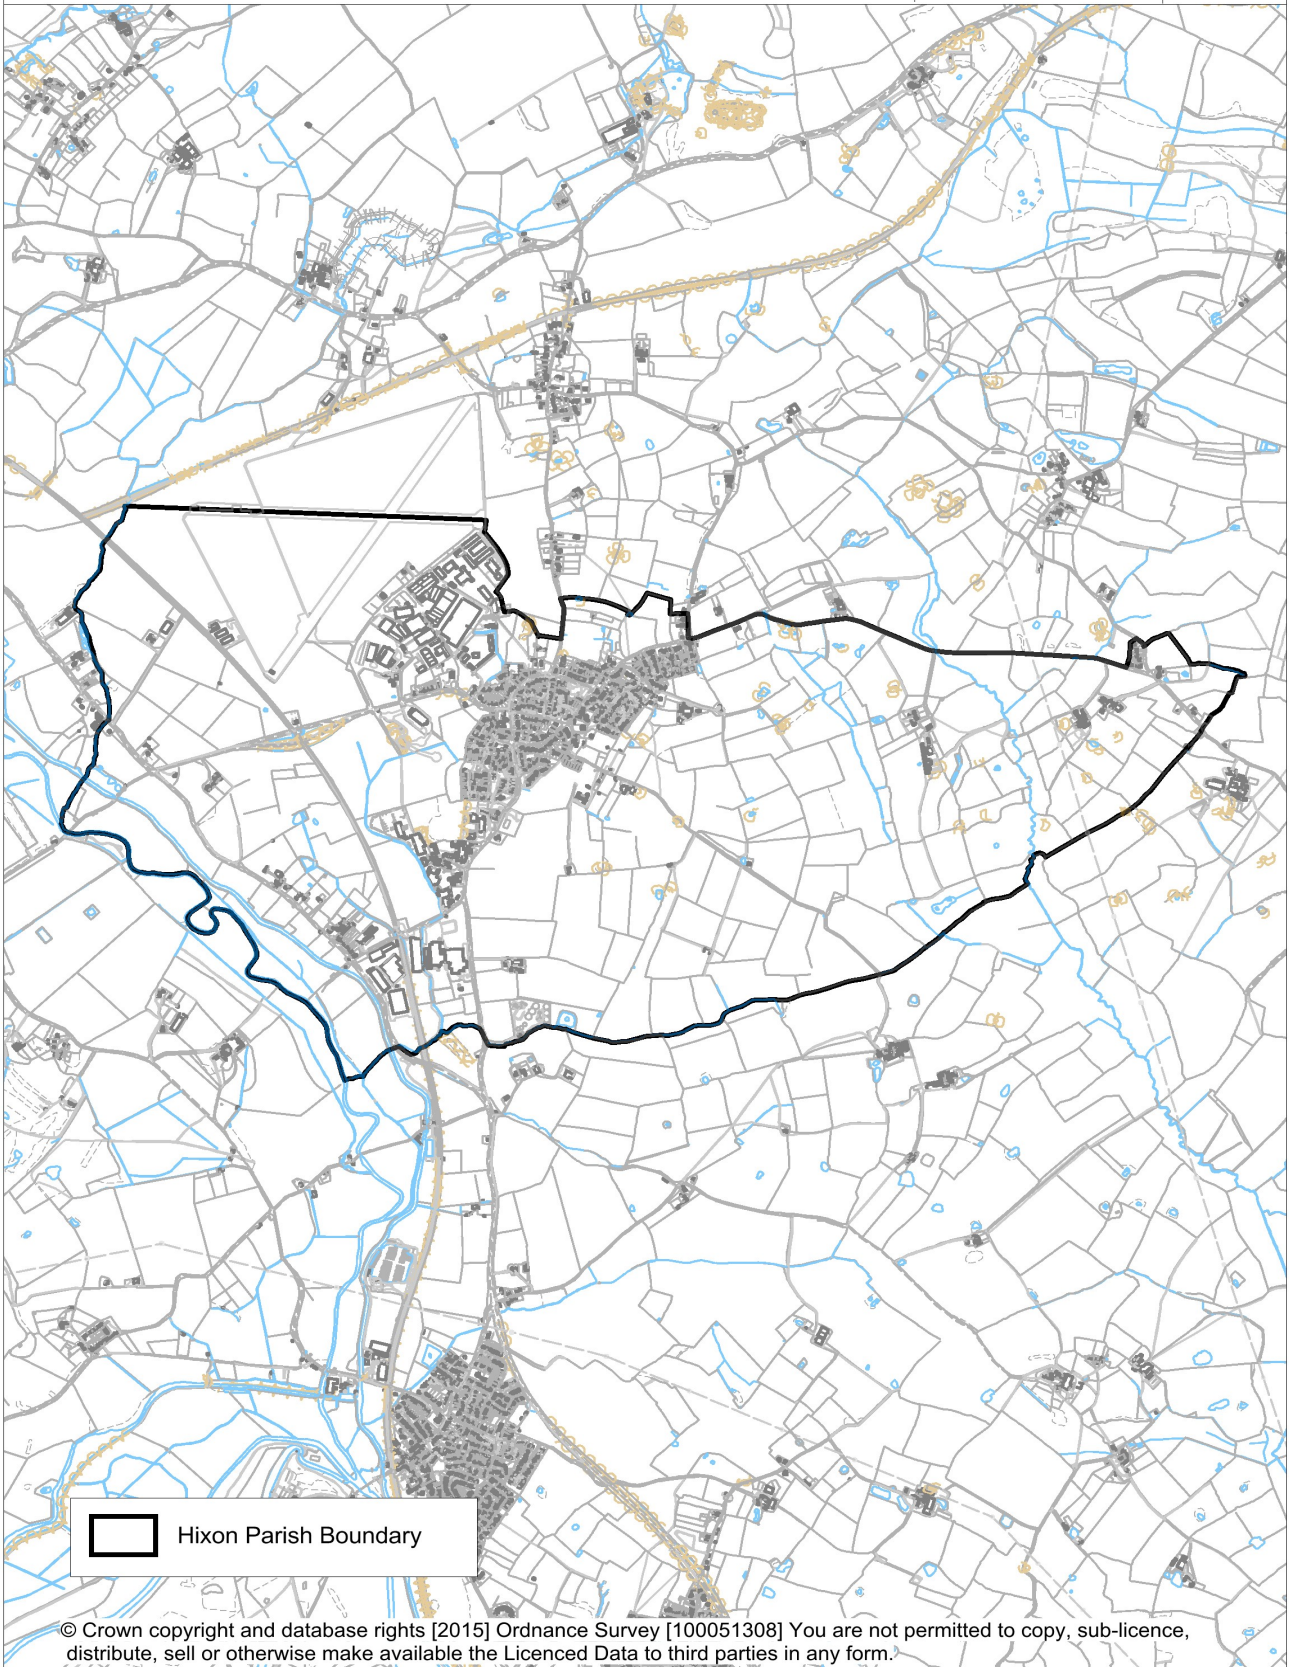 Hixon Parish Boundary
© Crown copyright and database rights [2015] Ordnance Survey [100051308] You are not permitted to copy, sub-licence,
distribute, sell or otherwise make available the Licenced Data to third parties in any form.